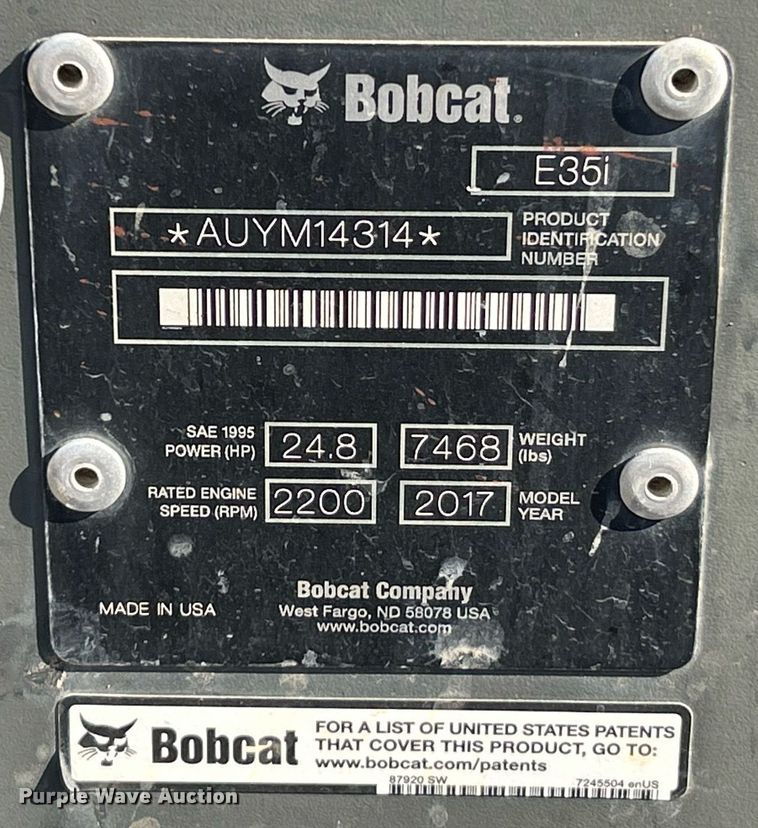 Bobcat®
E35i
*AUYM14314*
PRODUCT
IDENTIFICATION
NUMBER
SAE 1995
POWER (HP)
24.8
7468
WEIGHT
(lbs)
RATED ENGINE
SPEED (RPM)
2200
2017
MODEL
YEAR
Bobcat Company
MADE IN USA
West Fargo, ND 58078 USA
www.bobcat.com
Bobcat
FOR A LIST OF UNITED STATES PATENTS
THAT COVER THIS PRODUCT, GO TO:
www.bobcat.com/patents
87920 SW
7245504 enUS
Purple Wave Auction